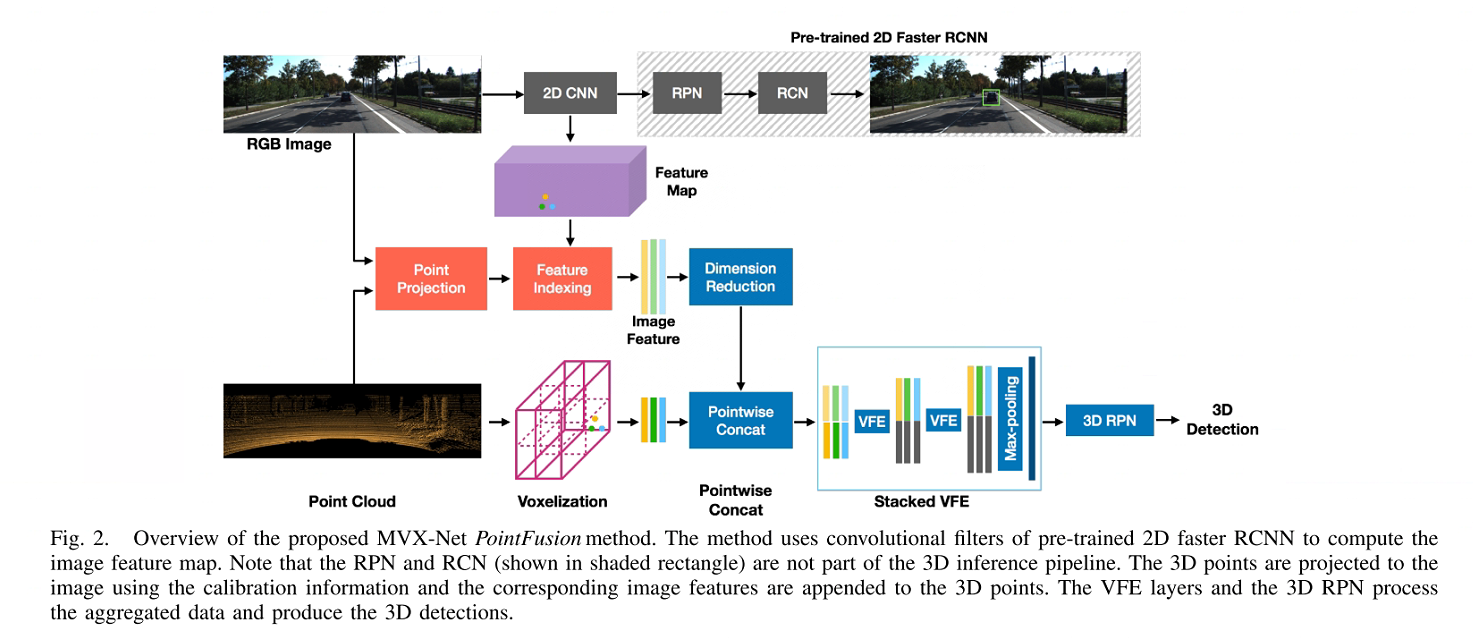 Pre-trained 2D Faster RCNN
2D CNN
RPN
RCN
RGB Image
Feature
Map
Point
Projection
Feature
Indexing
Dimension
Reduction
Image
Feature
Pointwise
Concat
VFE
VFE
Max-pooling
3D RPN
3D
Detection
Point Cloud
Voxelization
Pointwise
Concat
Stacked VFE
Fig. 2. Overview of the proposed MVX-Net PointFusion method. The method uses convolutional filters of pre-trained 2D faster RCNN to compute the
image feature map. Note that the RPN and RCN (shown in shaded rectangle) are not part of the 3D inference pipeline. The 3D points are projected to the
image using the calibration information and the corresponding image features are appended to the 3D points. The VFE layers and the 3D RPN process
the aggregated data and produce the 3D detections.